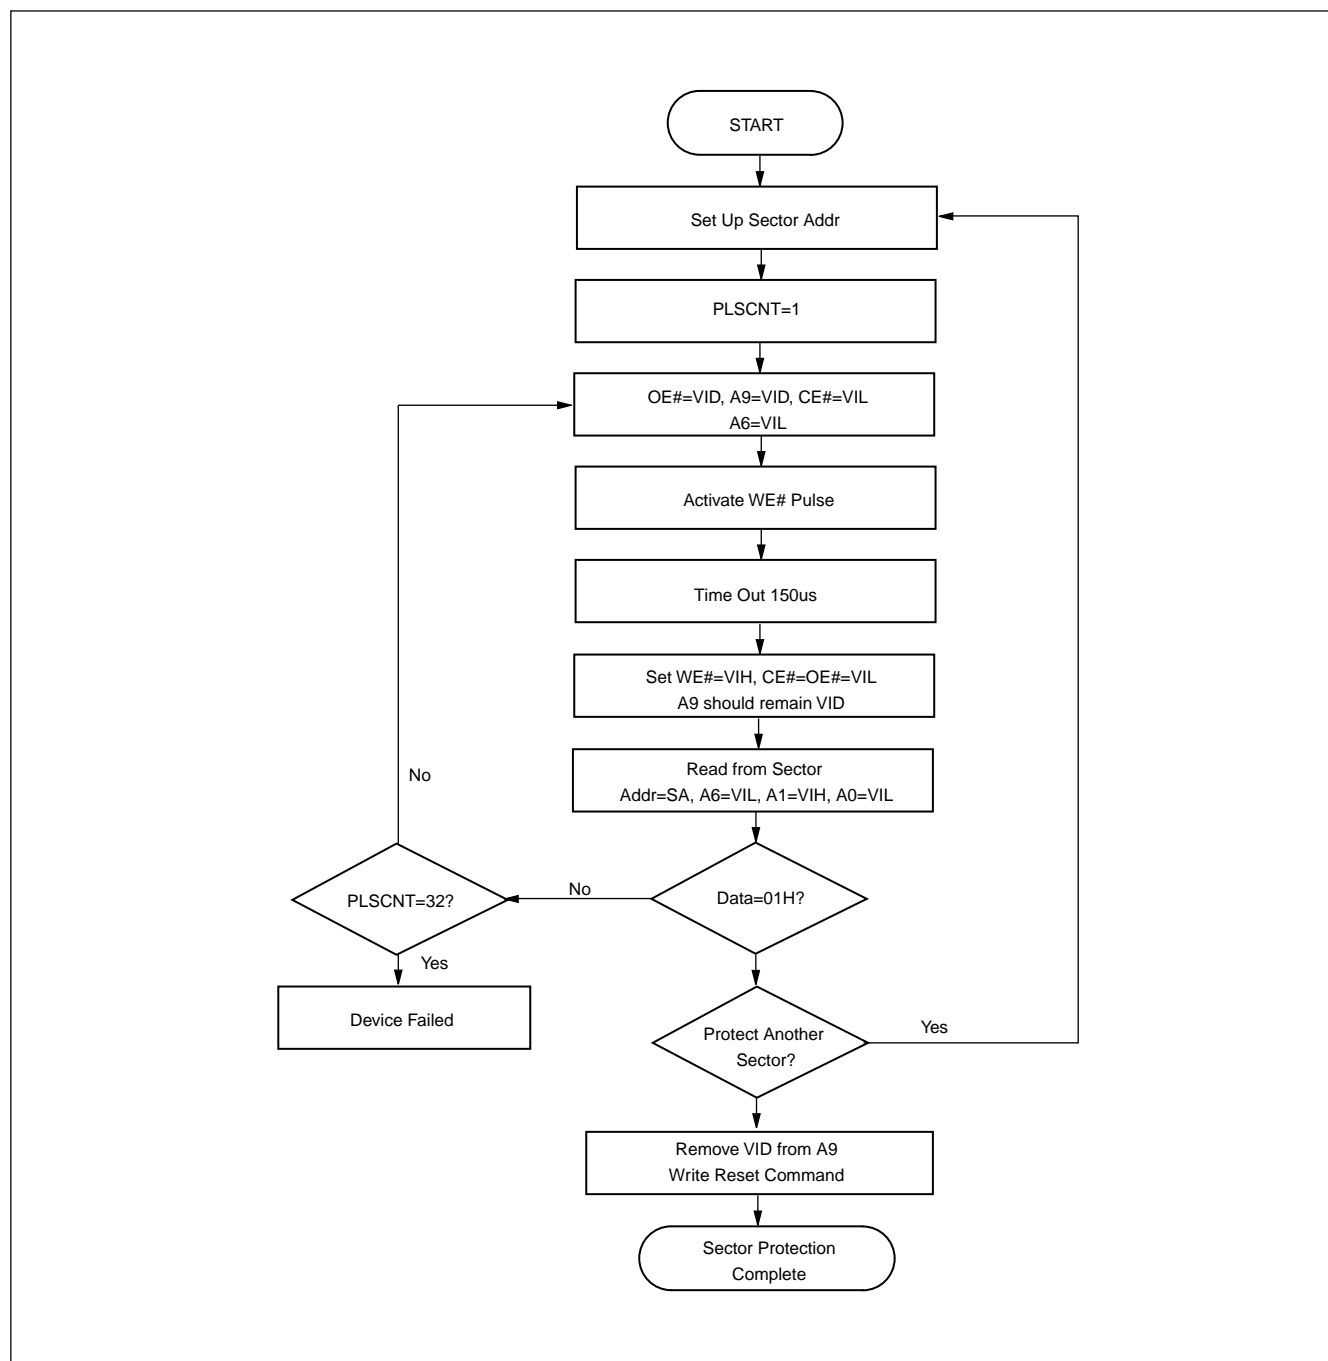 START
Set Up Sector Addr
PLSCNT=1
OE#=VID, A9=VID, CE#=VIL
A6=VIL
Activate WE# Pulse
Time Out 150us
Set WE#=VIH, CE#=OE#=VIL
A9 should remain VID
Read from Sector
Addr=SA, A6=VIL, A1=VIH, A0=VIL
No
PLSCNT=32?
No
Data=01H?
Yes
Device Failed
Protect Another
Sector?
Yes
Remove VID from A9
Write Reset Command
Sector Protection
Complete